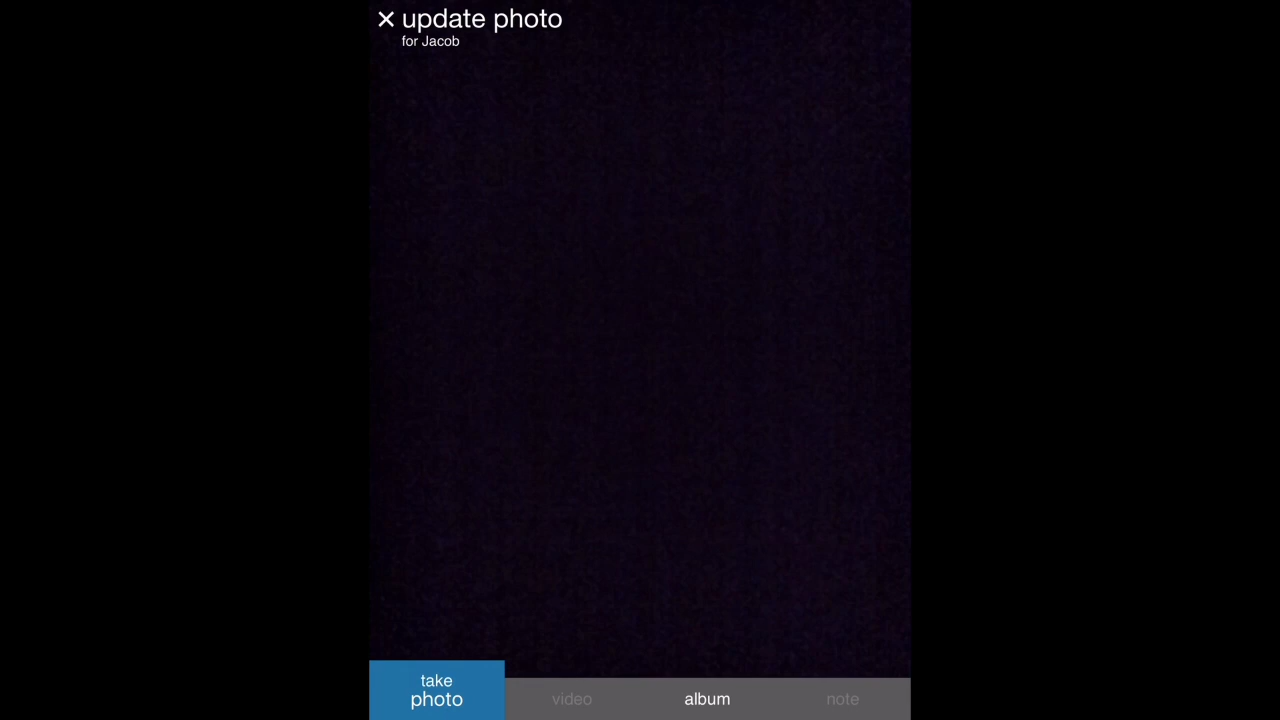 ✕ update photo
for Jacob
take
photo
video
album
note